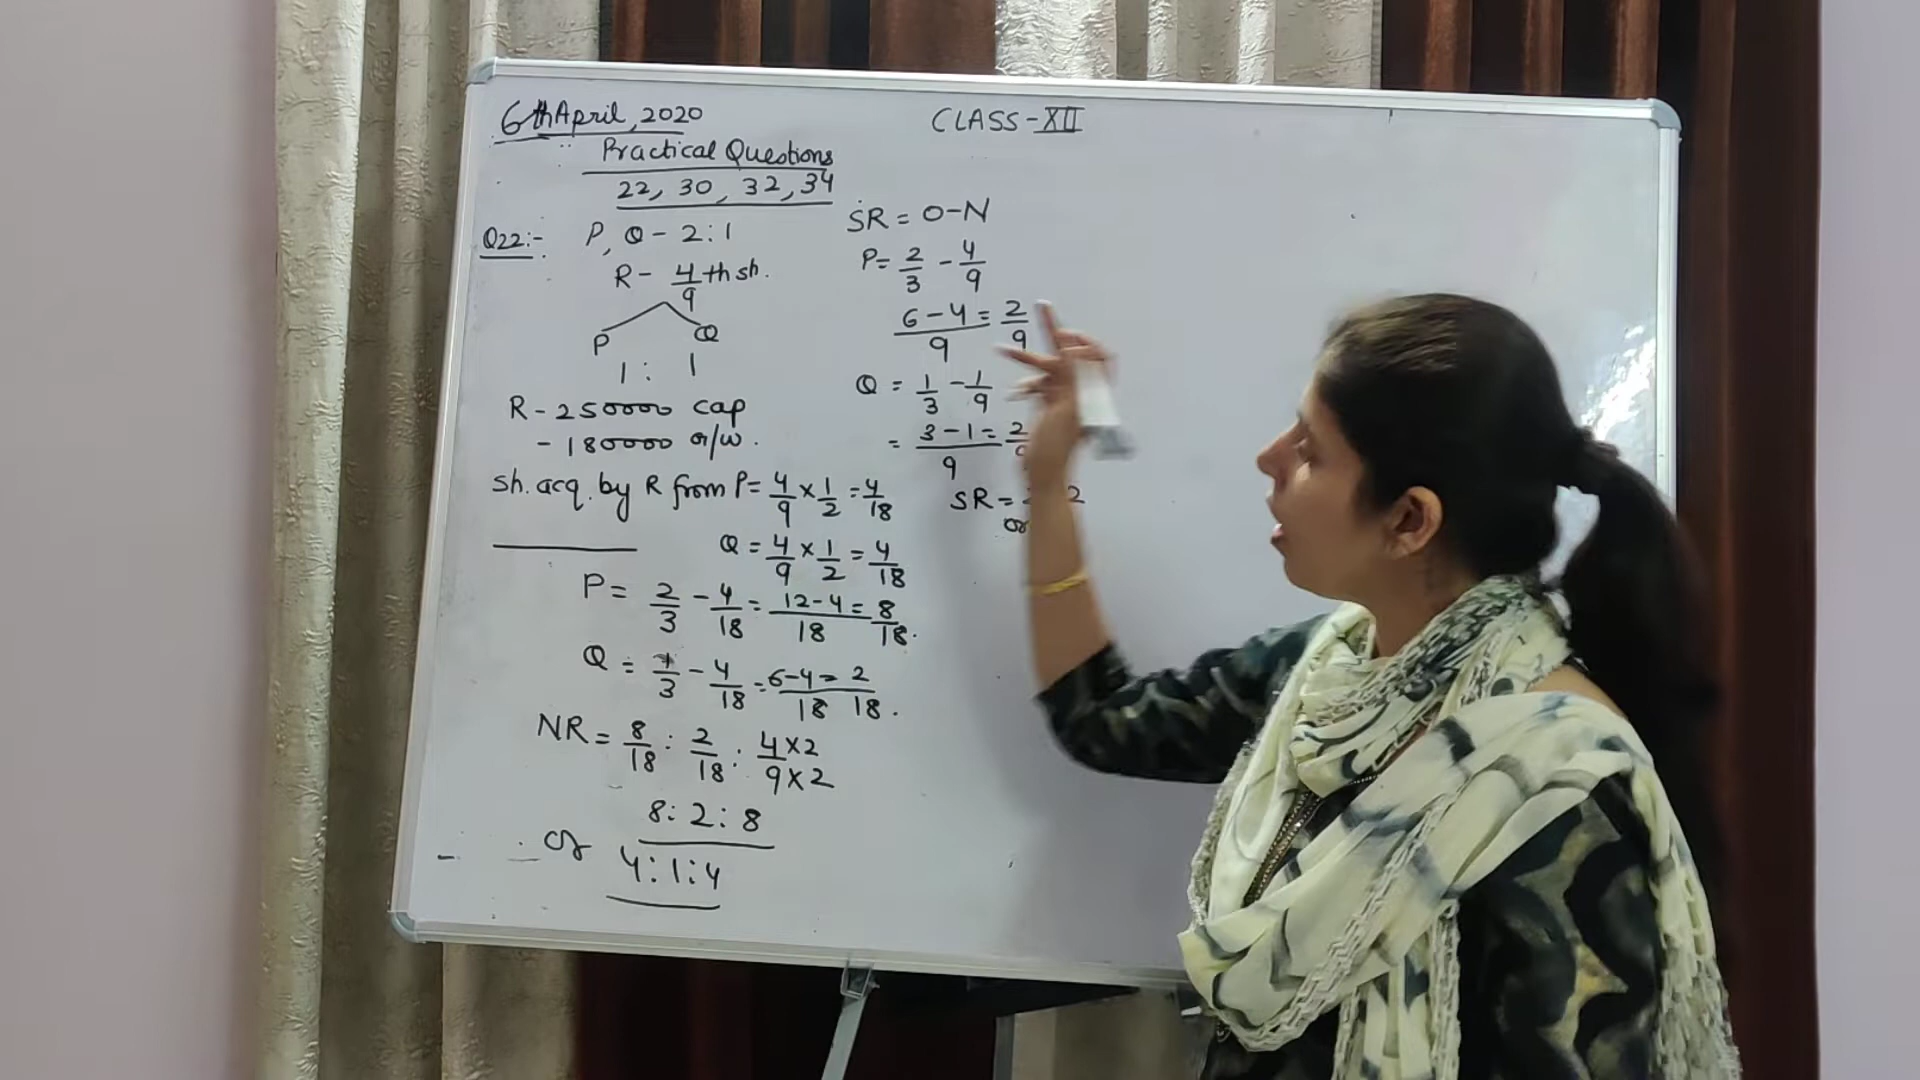 6th April, 2020
CLASS-XII
Practical Questions
22, 30, 32, 34
Q22:- P, Q - 2:1
R - 4/9 th sh.
P Q
1 : 1
R - 250000 cap
- 180000 o/w.
sh. acq. by R from P = 4/9 × 1/2 = 4/18
Q = 4/9 × 1/2 = 4/18
P = 2/3 - 4/18 = 12-4/18 = 8/18.
Q = 1/3 - 4/18 = 6-4/18 = 2/18.
NR = 8/18 : 2/18 : 4×2/9×2
8:2:8
or 4:1:4
SR = O-N
P = 2/3 - 4/9
6-4/9 = 2/9
Q = 1/3 - 1/9
= 3-1/9 = 2/9
SR = 2
or